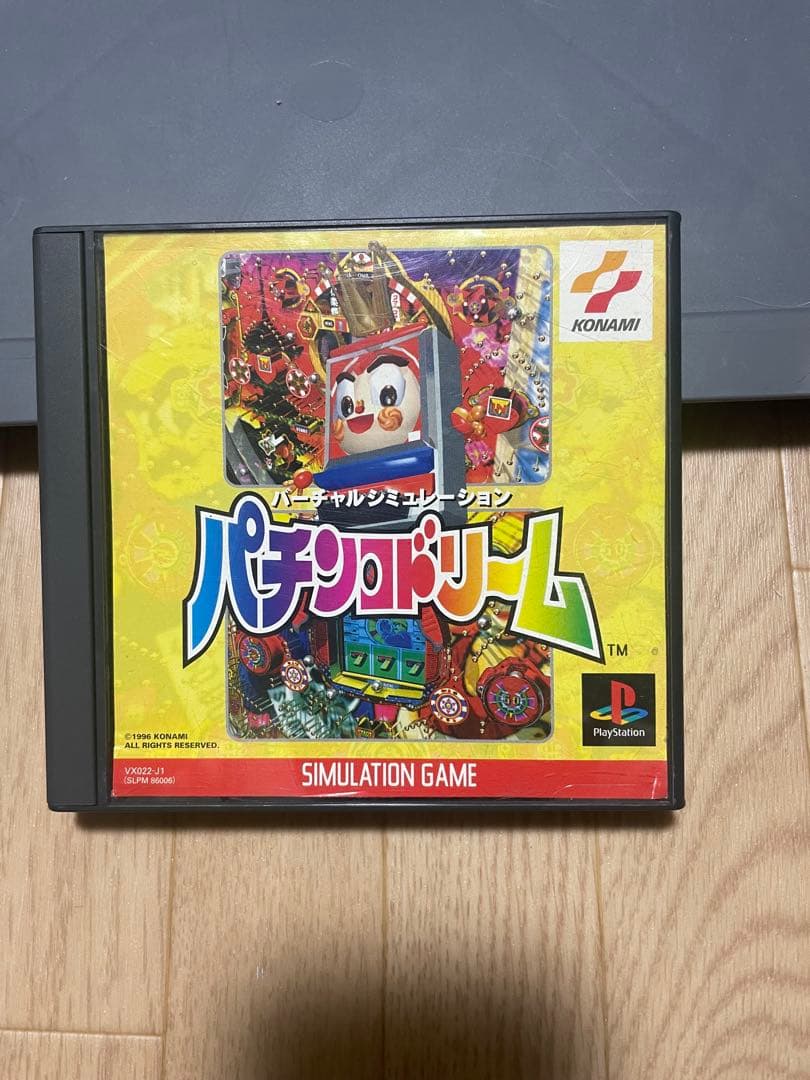 KONAMI
バーチャルシミュレーション
パチンコドリーム
TM
777
PlayStation
©1996 KONAMI
ALL RIGHTS RESERVED.
VX022-J1
(SLPM 86006)
SIMULATION GAME